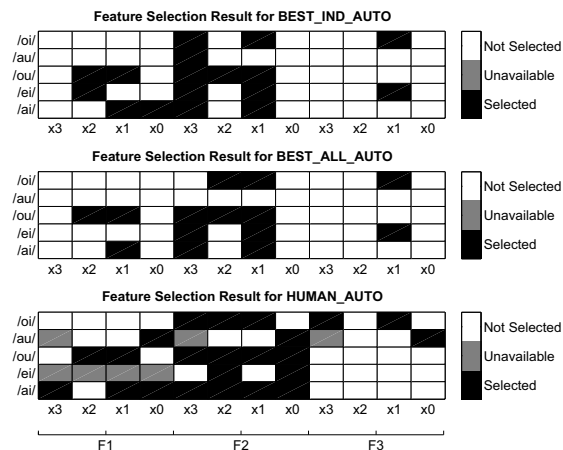 Feature Selection Result for BEST_IND_AUTO
/oi/
/au/
/ou/
/ei/
/ai/
x3 x2 x1 x0 x3 x2 x1 x0 x3 x2 x1 x0
Not Selected
Unavailable
Selected
Feature Selection Result for BEST_ALL_AUTO
/oi/
/au/
/ou/
/ei/
/ai/
x3 x2 x1 x0 x3 x2 x1 x0 x3 x2 x1 x0
Not Selected
Unavailable
Selected
Feature Selection Result for HUMAN_AUTO
/oi/
/au/
/ou/
/ei/
/ai/
x3 x2 x1 x0 x3 x2 x1 x0 x3 x2 x1 x0
Not Selected
Unavailable
Selected
F1 F2 F3